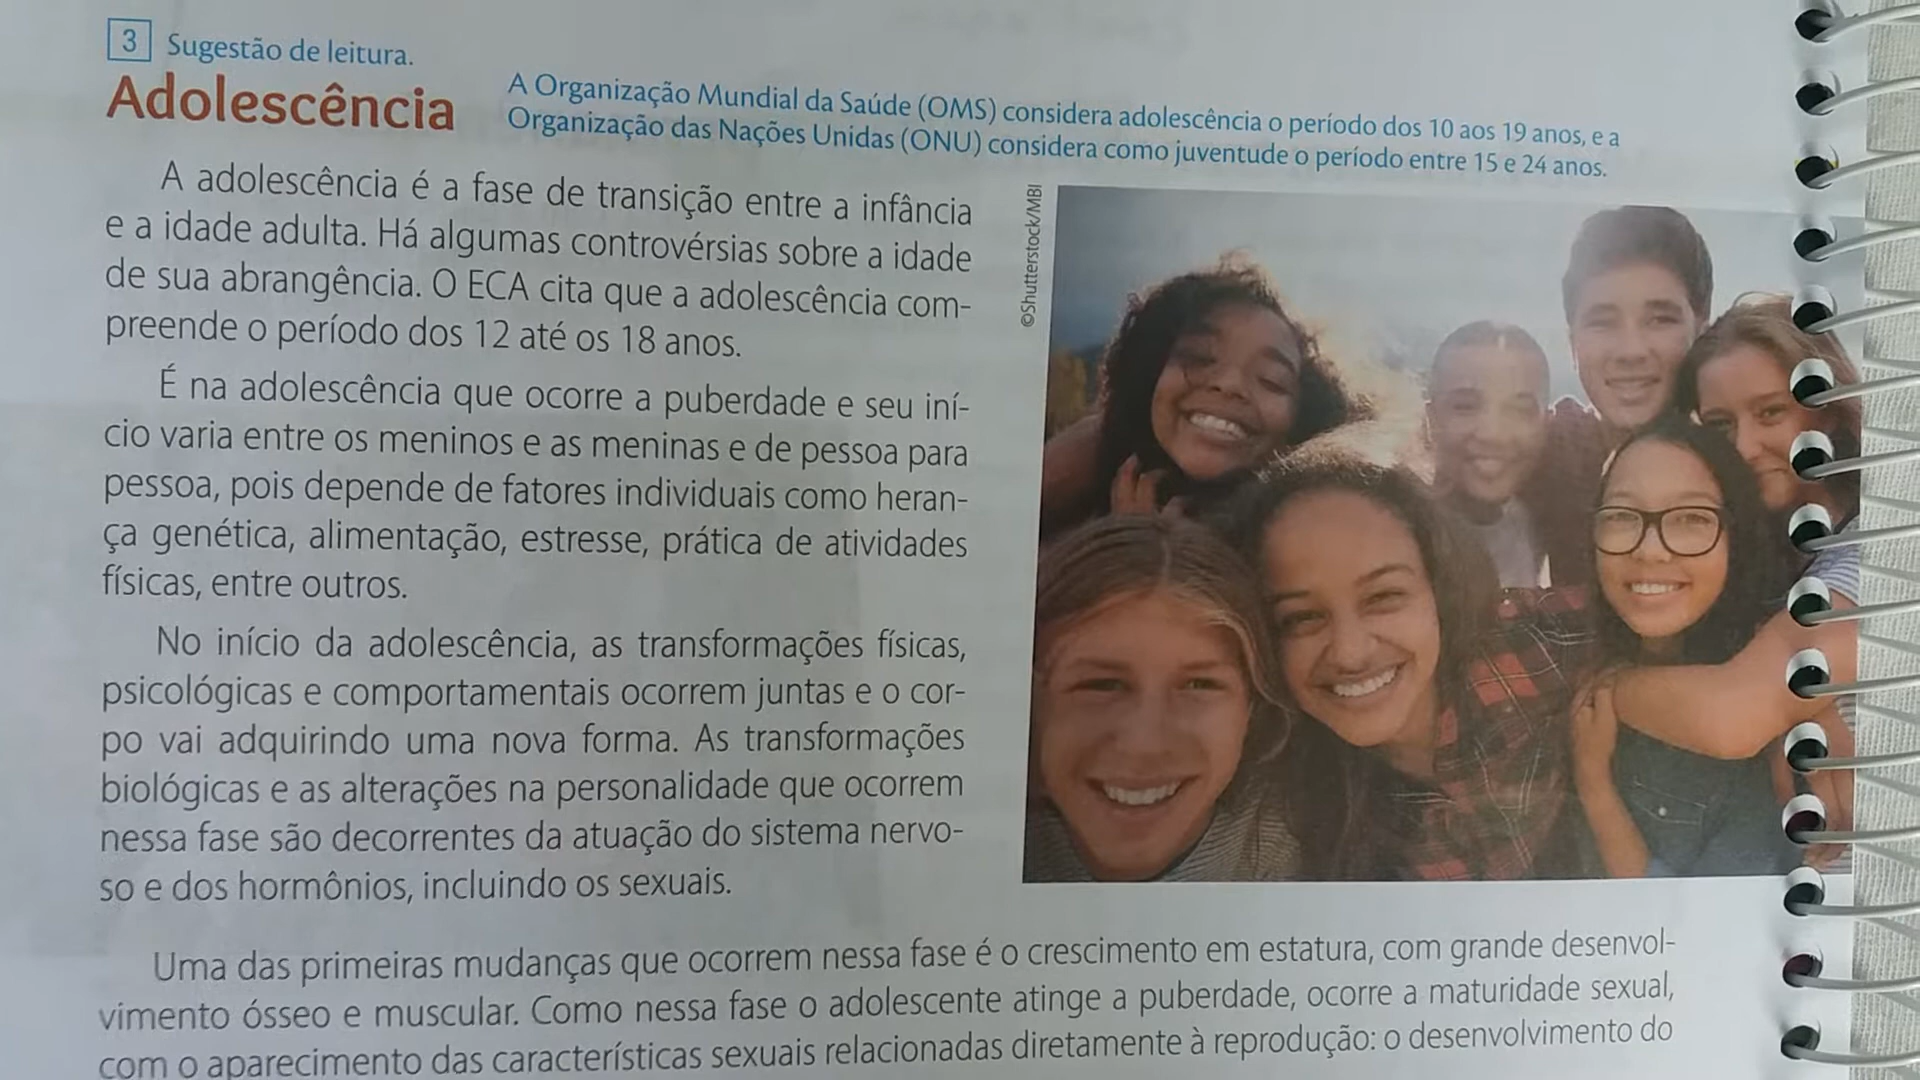 3 Sugestão de leitura.
Adolescência
A Organização Mundial da Saúde (OMS) considera adolescência o período dos 10 aos 19 anos, e a
Organização das Nações Unidas (ONU) considera como juventude o período entre 15 e 24 anos.
A adolescência é a fase de transição entre a infância
e a idade adulta. Há algumas controvérsias sobre a idade
de sua abrangência. O ECA cita que a adolescência com-
preende o período dos 12 até os 18 anos.
É na adolescência que ocorre a puberdade e seu iní-
cio varia entre os meninos e as meninas e de pessoa para
pessoa, pois depende de fatores individuais como heran-
ça genética, alimentação, estresse, prática de atividades
físicas, entre outros.
No início da adolescência, as transformações físicas,
psicológicas e comportamentais ocorrem juntas e o cor-
po vai adquirindo uma nova forma. As transformações
biológicas e as alterações na personalidade que ocorrem
nessa fase são decorrentes da atuação do sistema nervo-
so e dos hormônios, incluindo os sexuais.
©Shutterstock/MBI
Uma das primeiras mudanças que ocorrem nessa fase é o crescimento em estatura, com grande desenvol-
vimento ósseo e muscular. Como nessa fase o adolescente atinge a puberdade, ocorre a maturidade sexual,
com o aparecimento das características sexuais relacionadas diretamente à reprodução: o desenvolvimento do